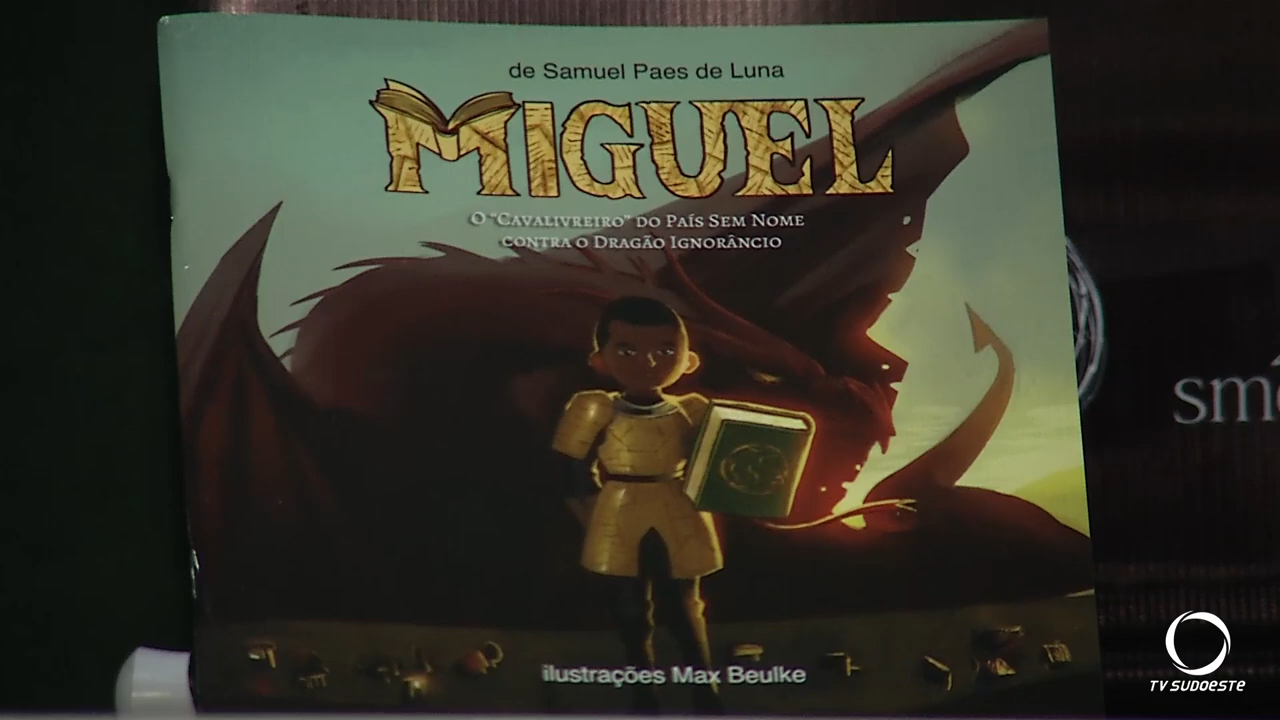 de Samuel Paes de Luna
MIGUEL
O "CAVALIVREIRO" DO PAÍS SEM NOME
CONTRA O DRAGÃO IGNORÂNCIO
ilustrações Max Beulke
TV SUDOESTE